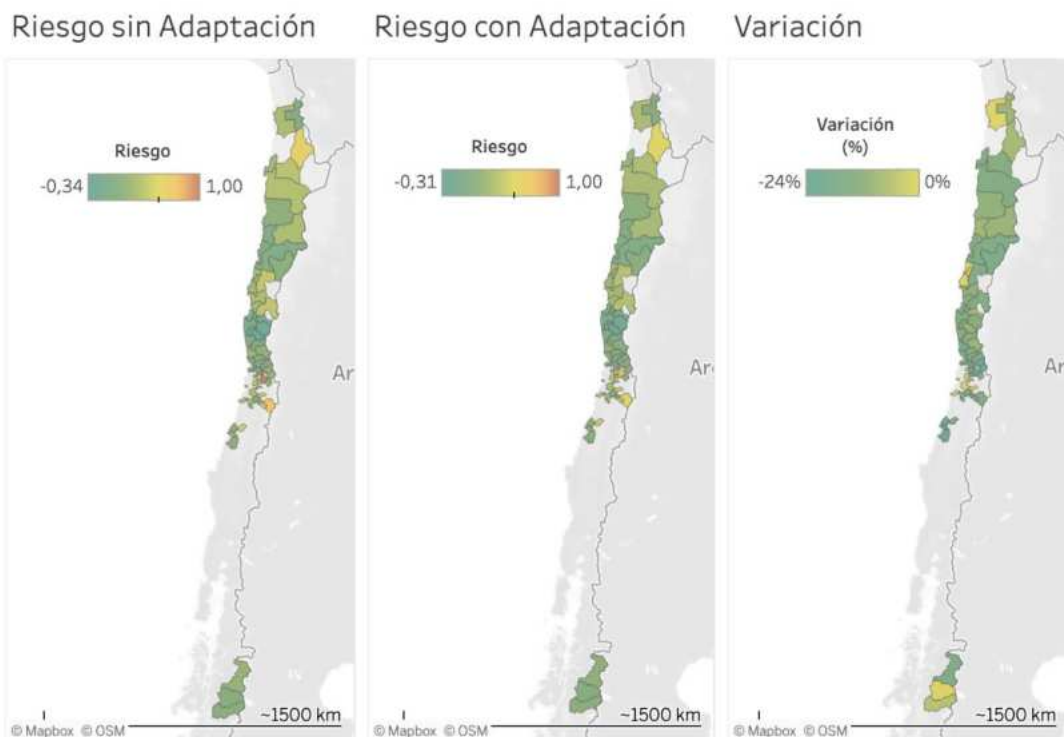 Riesgo sin Adaptación
Riesgo con Adaptación
Variación
Riesgo
-0,34
1,00
Riesgo
-0,31
1,00
Variación
(%)
-24%
0%
Ar
Arg
Ar
~1500 km
© Mapbox © OSM
~1500 km
© Mapbox © OSM
~1500 km
© Mapbox © OSM